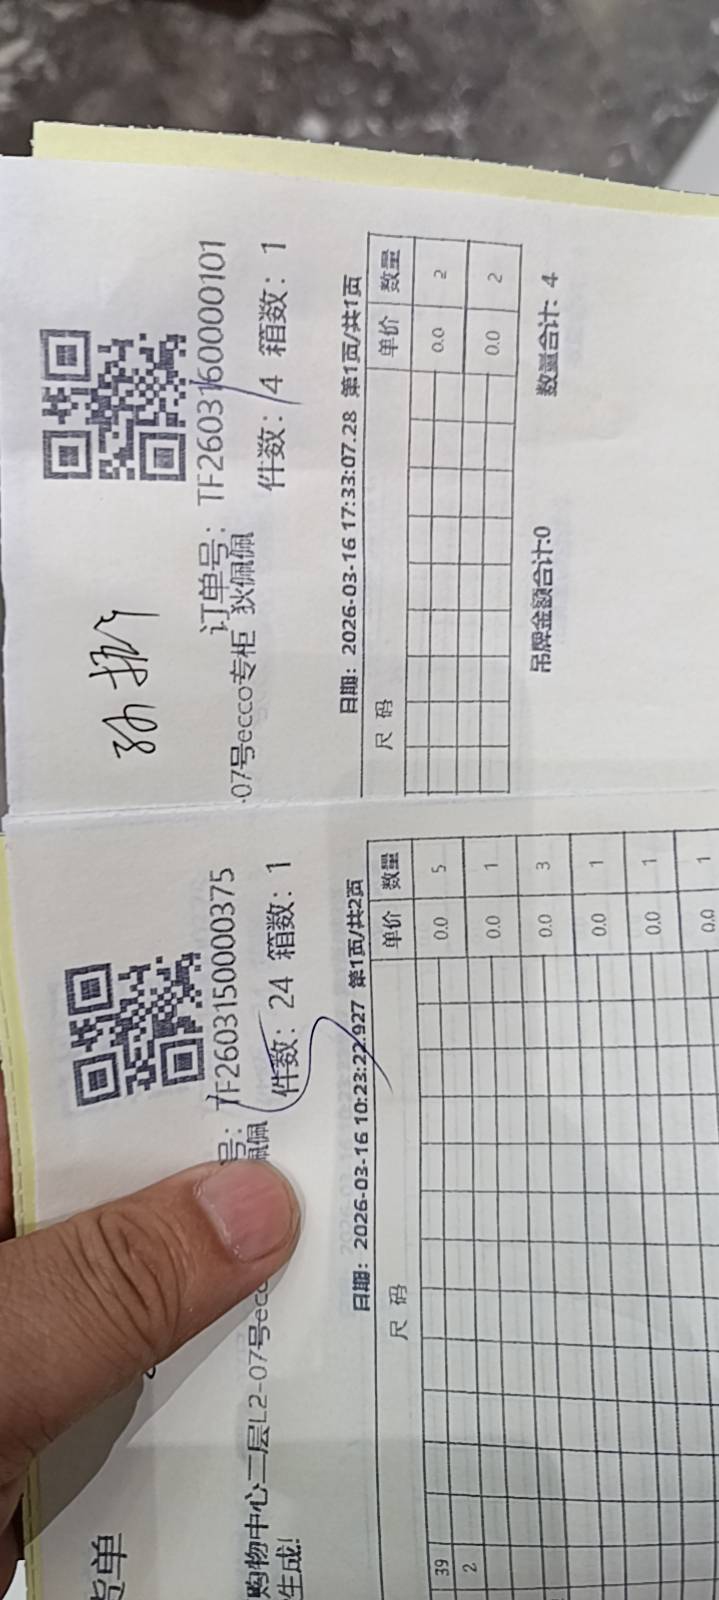 货单
号: TF2603150000375
佩佩
件数: 24 箱数: 1
购物中心二层L2-07号ecc
生成!
日期: 2026-03-16 10:23:22.927 第1页/共2页
尺 码 单价 数量
39 0.0 5
2
0.0 1
0.0 3
0.0 1
0.0 1
0.0 1
订单号: TF2603160000101
-07号ecco专柜 狄佩佩
件数: 4 箱数: 1
日期: 2026-03-16 17:33:07.28 第1页/共1页
尺 码 单价 数量
0.0 2
0.0 2
吊牌金额合计:0 数量合计: 4